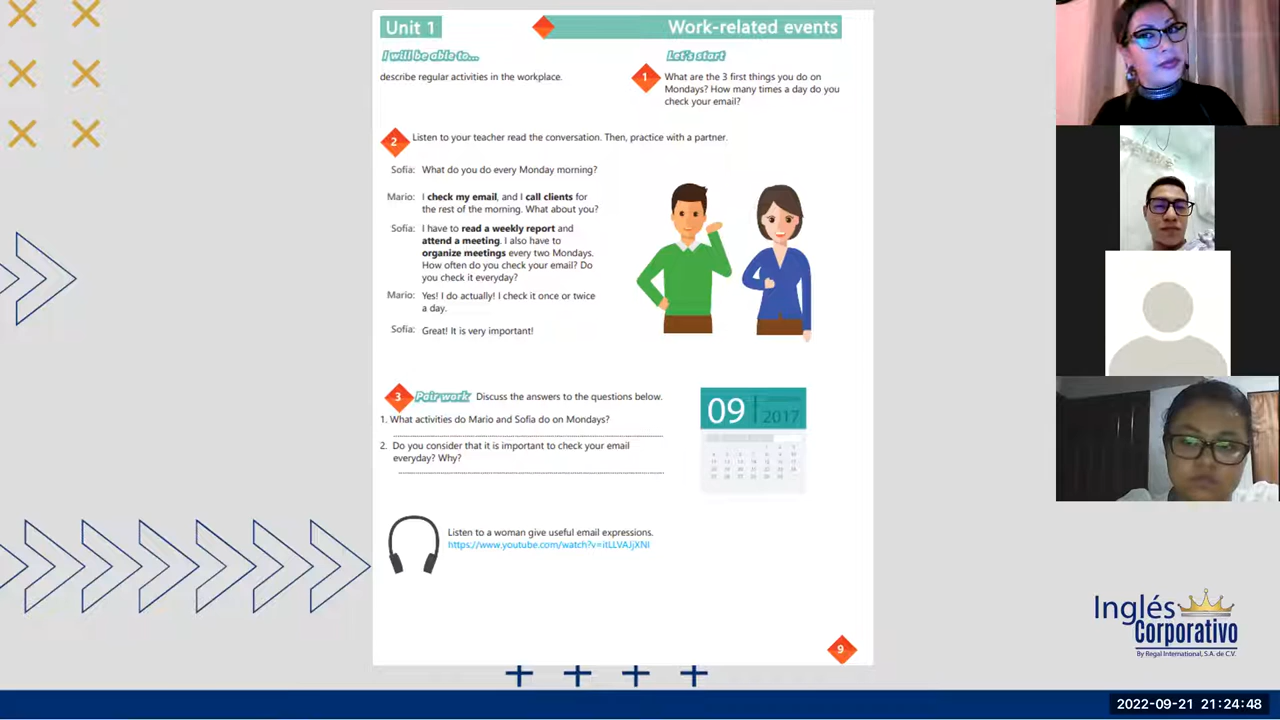 Unit 1
Work-related events
I will be able to...
describe regular activities in the workplace.
Let's start
1
What are the 3 first things you do on
Mondays? How many times a day do you
check your email?
2
Listen to your teacher read the conversation. Then, practice with a partner.
Sofia: What do you do every Monday morning?
Mario: I check my email, and I call clients for
the rest of the morning. What about you?
Sofia: I have to read a weekly report and
attend a meeting. I also have to
organize meetings every two Mondays.
How often do you check your email? Do
you check it everyday?
Mario: Yes! I do actually! I check it once or twice
a day.
Sofia: Great! It is very important!
3
Pair work Discuss the answers to the questions below.
1. What activities do Mario and Sofia do on Mondays?
2. Do you consider that it is important to check your email
everyday? Why?
09
2017
Listen to a woman give useful email expressions.
https://www.youtube.com/watch?v=itLLVAJjXNI
9
Inglés
Corporativo
By Regal International, S.A. de C.V.
2022-09-21 21:24:48